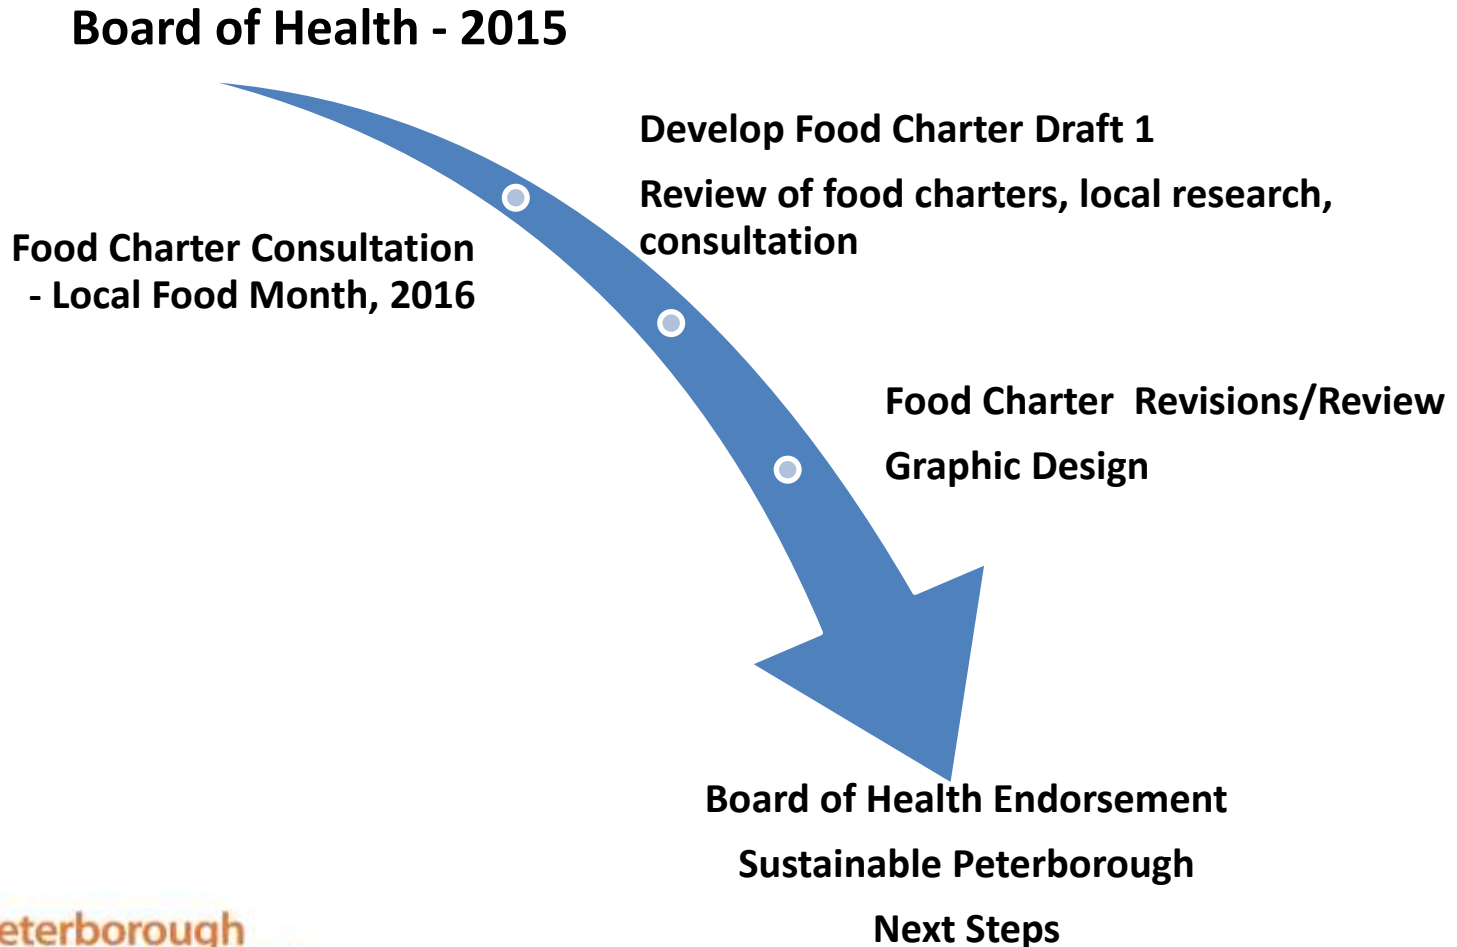 Board of Health - 2015
Develop Food Charter Draft 1
Review of food charters, local research,
consultation
Food Charter Consultation
- Local Food Month, 2016
Food Charter  Revisions/Review
Graphic Design
Board of Health Endorsement
Sustainable Peterborough
Next Steps
eterborough